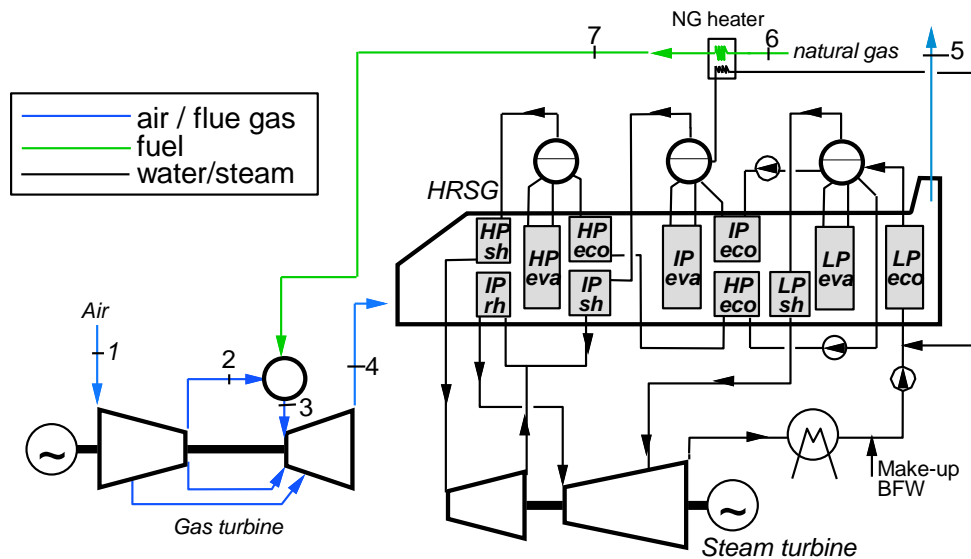 NG heater
7
6
natural gas
5
air / flue gas
fuel
water/steam
HRSG
HP
sh
HP
eva
HP
eco
IP
eva
IP
eco
LP
eva
LP
eco
IP
rh
IP
sh
HP
eco
LP
sh
Air
1
2
3
4
~
Gas turbine
Make-up
BFW
~
Steam turbine